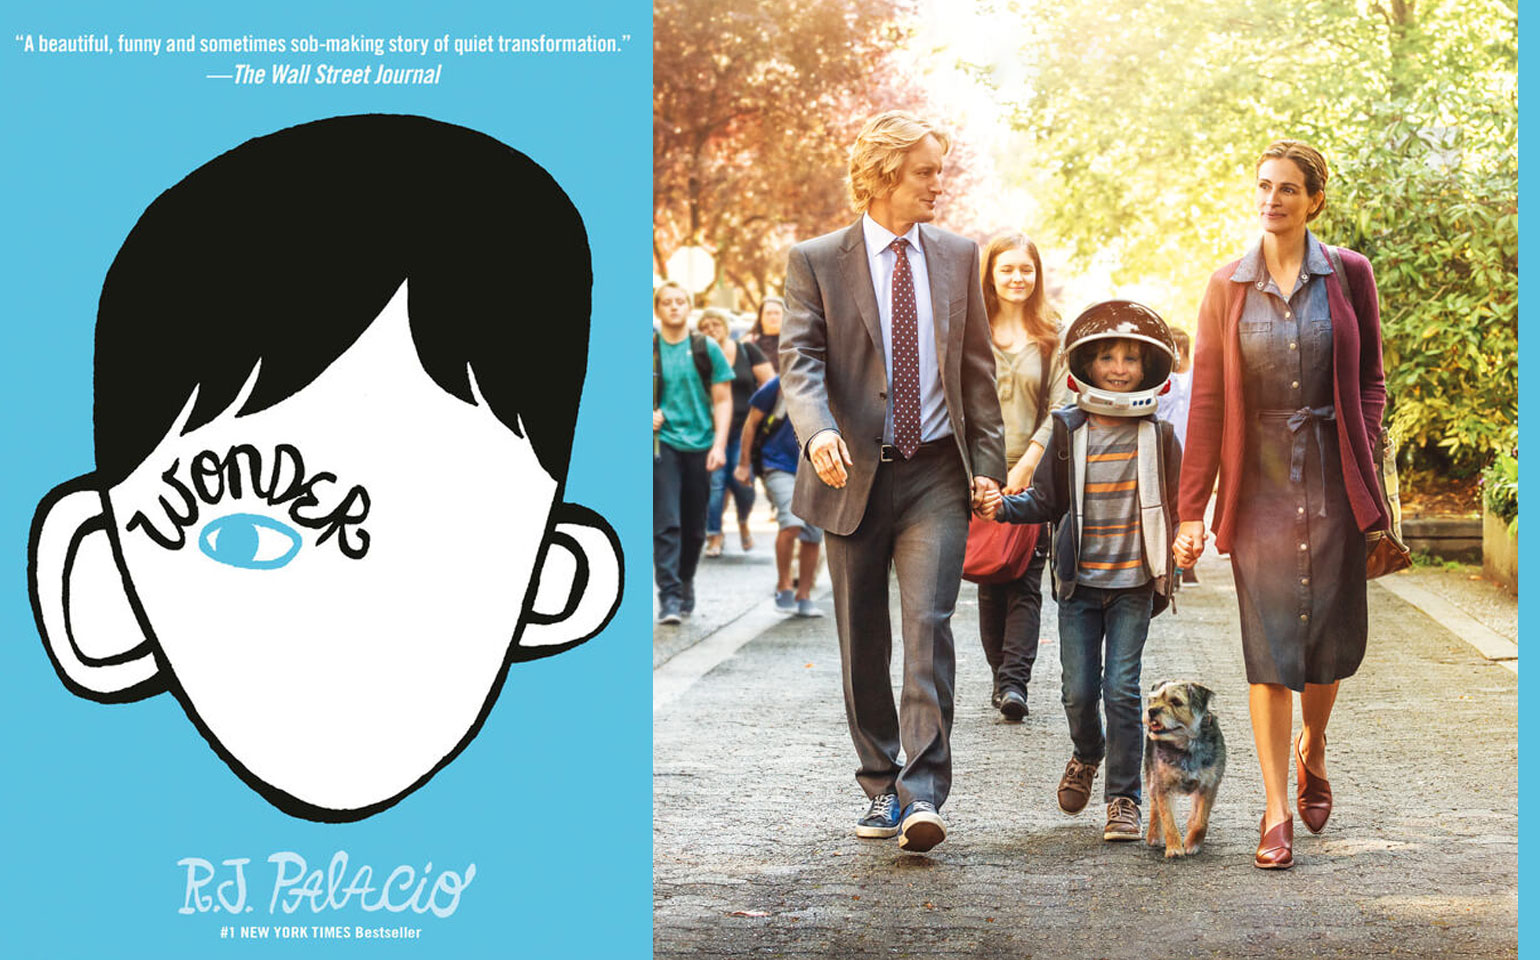 “A beautiful, funny and sometimes sob-making story of quiet transformation.”
—The Wall Street Journal
WONDER
R.J. PALACIO
#1 NEW YORK TIMES Bestseller